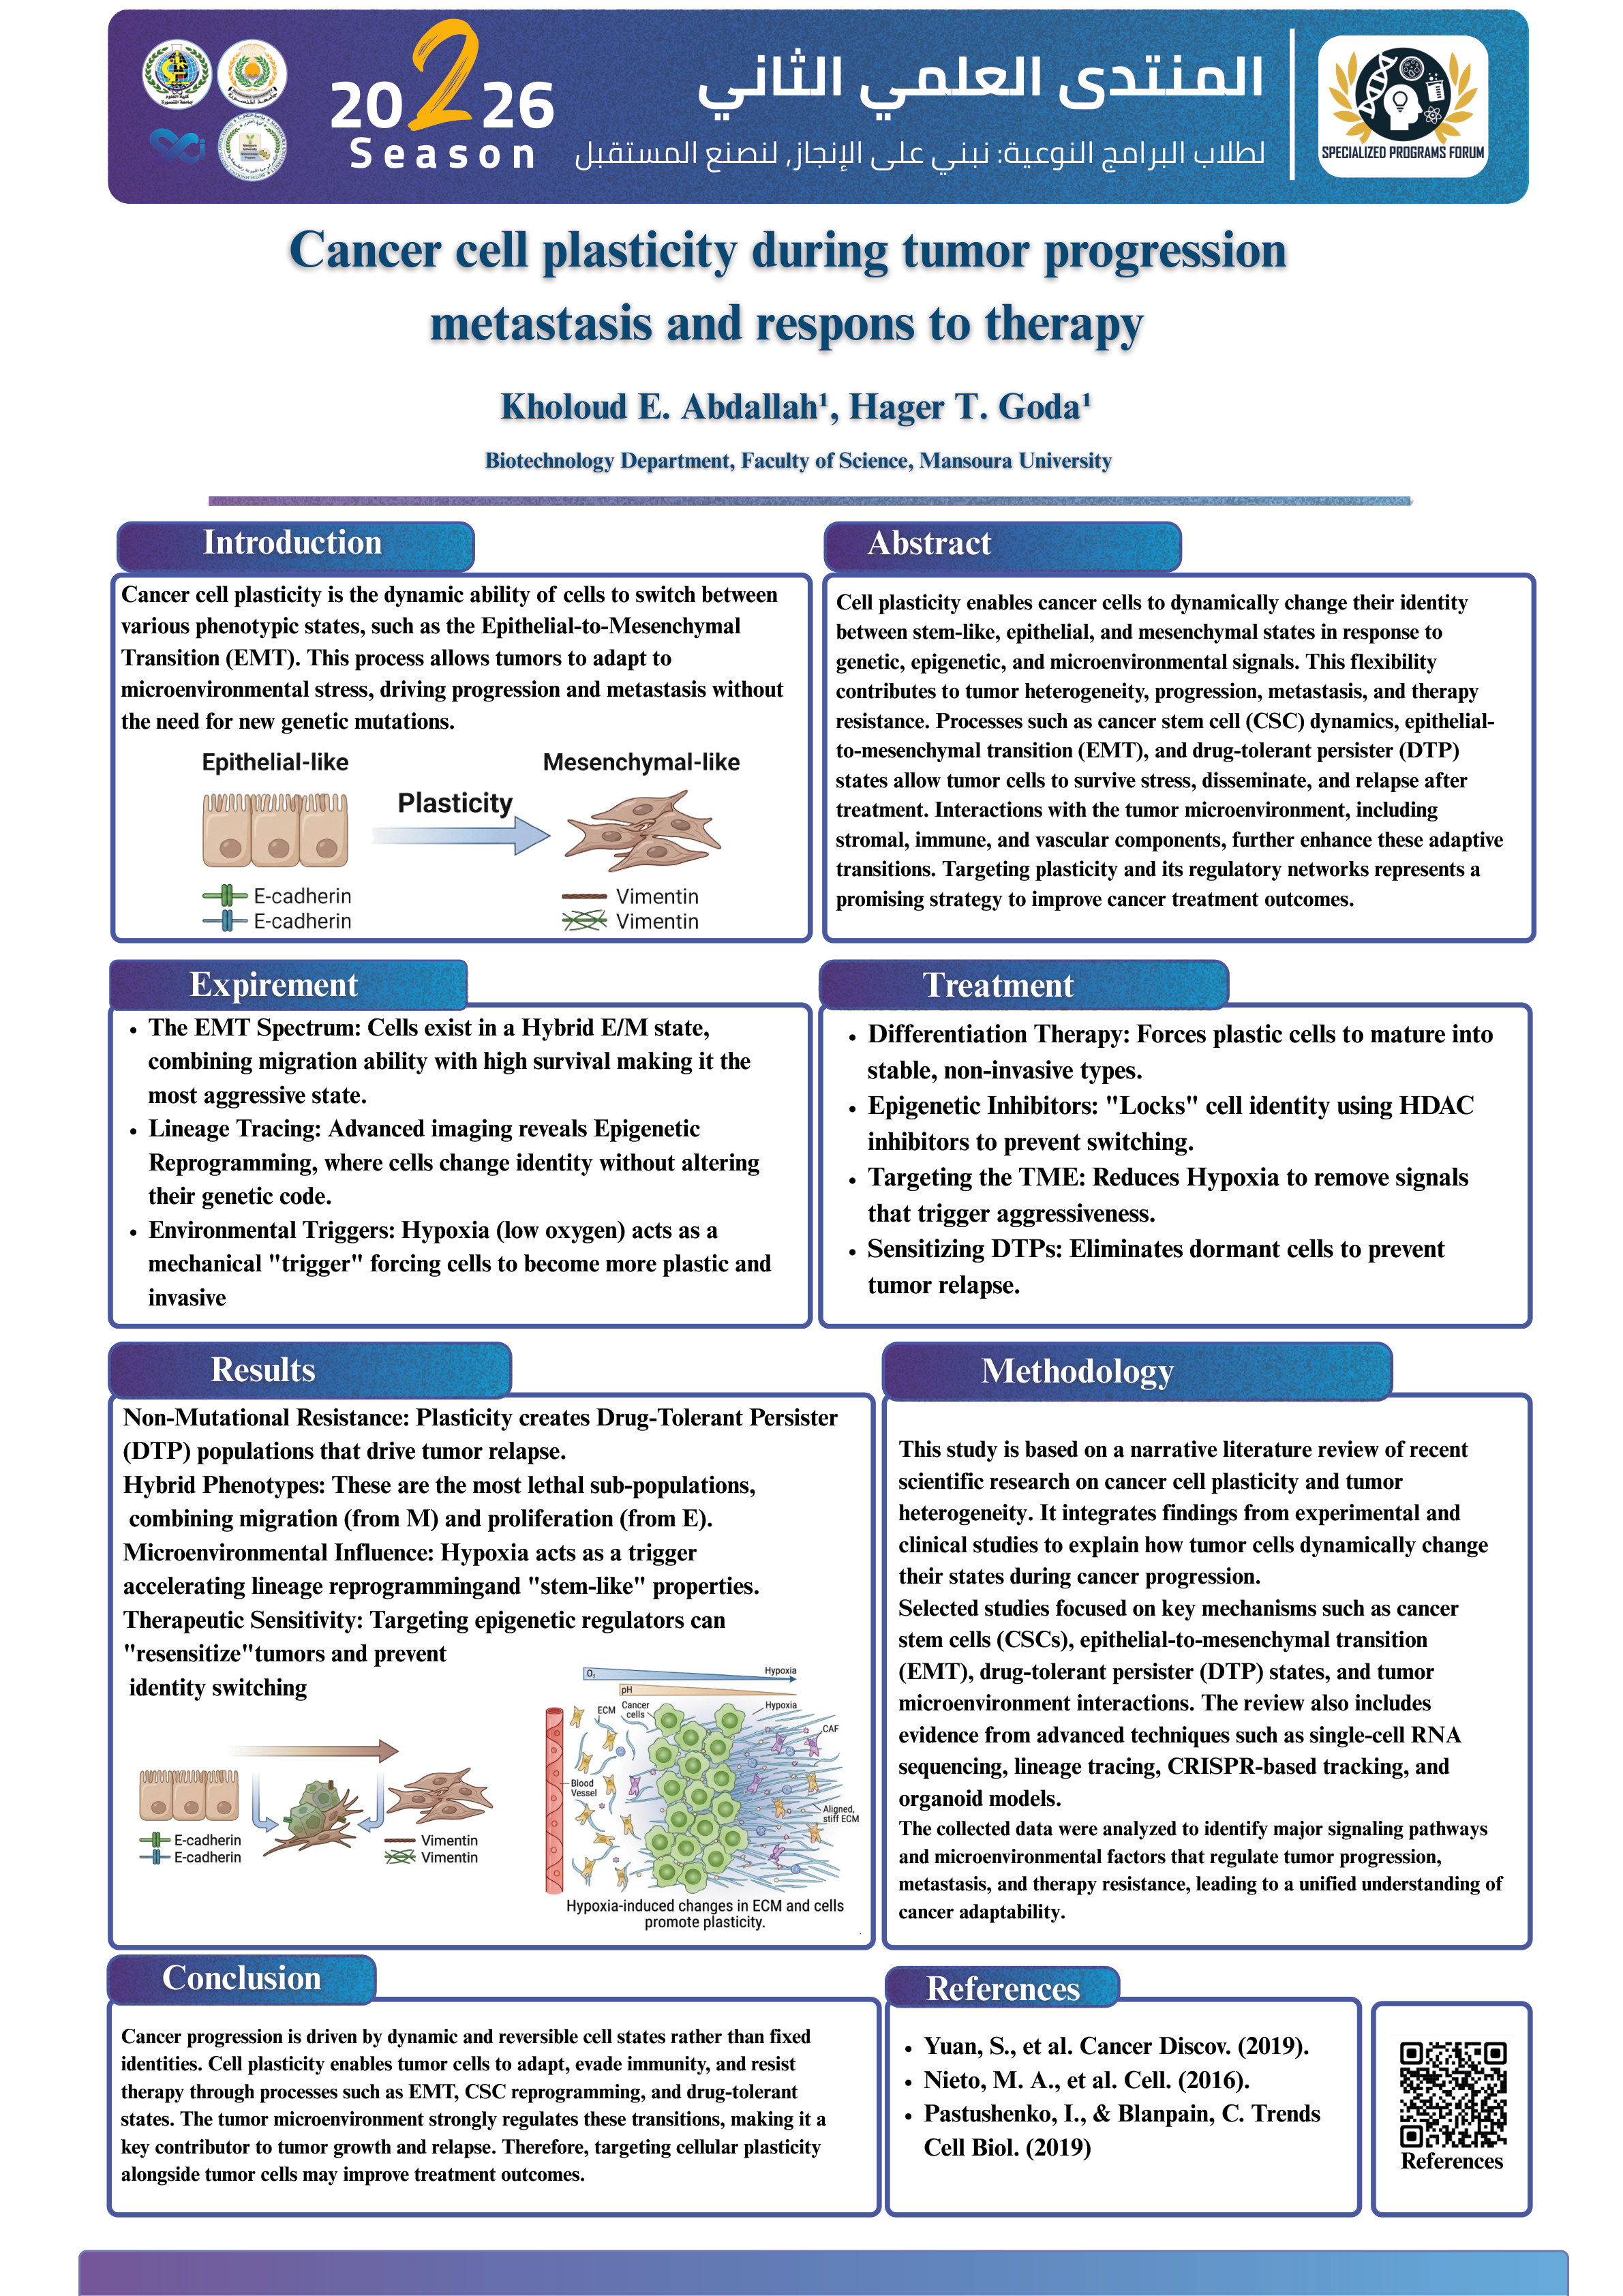 2026
2
Season
المنتدى العلمي الثاني
لطلاب البرامج النوعية: نبني على الإنجاز, لنصنع المستقبل
SPECIALIZED PROGRAMS FORUM
Cancer cell plasticity during tumor progression
metastasis and respons to therapy
Kholoud E. Abdallah¹, Hager T. Goda¹
Biotechnology Department, Faculty of Science, Mansoura University
Introduction
Cancer cell plasticity is the dynamic ability of cells to switch between
various phenotypic states, such as the Epithelial-to-Mesenchymal
Transition (EMT). This process allows tumors to adapt to
microenvironmental stress, driving progression and metastasis without
the need for new genetic mutations.
Epithelial-like
Mesenchymal-like
Plasticity
E-cadherin
E-cadherin
Vimentin
Vimentin
Abstract
Cell plasticity enables cancer cells to dynamically change their identity
between stem-like, epithelial, and mesenchymal states in response to
genetic, epigenetic, and microenvironmental signals. This flexibility
contributes to tumor heterogeneity, progression, metastasis, and therapy
resistance. Processes such as cancer stem cell (CSC) dynamics, epithelial-
to-mesenchymal transition (EMT), and drug-tolerant persister (DTP)
states allow tumor cells to survive stress, disseminate, and relapse after
treatment. Interactions with the tumor microenvironment, including
stromal, immune, and vascular components, further enhance these adaptive
transitions. Targeting plasticity and its regulatory networks represents a
promising strategy to improve cancer treatment outcomes.
Expirement
• The EMT Spectrum: Cells exist in a Hybrid E/M state,
combining migration ability with high survival making it the
most aggressive state.
• Lineage Tracing: Advanced imaging reveals Epigenetic
Reprogramming, where cells change identity without altering
their genetic code.
• Environmental Triggers: Hypoxia (low oxygen) acts as a
mechanical "trigger" forcing cells to become more plastic and
invasive
Treatment
• Differentiation Therapy: Forces plastic cells to mature into
stable, non-invasive types.
• Epigenetic Inhibitors: "Locks" cell identity using HDAC
inhibitors to prevent switching.
• Targeting the TME: Reduces Hypoxia to remove signals
that trigger aggressiveness.
• Sensitizing DTPs: Eliminates dormant cells to prevent
tumor relapse.
Results
Non-Mutational Resistance: Plasticity creates Drug-Tolerant Persister
(DTP) populations that drive tumor relapse.
Hybrid Phenotypes: These are the most lethal sub-populations,
combining migration (from M) and proliferation (from E).
Microenvironmental Influence: Hypoxia acts as a trigger
accelerating lineage reprogrammingand "stem-like" properties.
Therapeutic Sensitivity: Targeting epigenetic regulators can
"resensitize"tumors and prevent
identity switching
E-cadherin
E-cadherin
Vimentin
Vimentin
O₂
Hypoxia
pH
Hypoxia
ECM
Cancer cells
CAF
Blood Vessel
Aligned, stiff ECM
Hypoxia-induced changes in ECM and cells
promote plasticity.
Methodology
This study is based on a narrative literature review of recent
scientific research on cancer cell plasticity and tumor
heterogeneity. It integrates findings from experimental and
clinical studies to explain how tumor cells dynamically change
their states during cancer progression.
Selected studies focused on key mechanisms such as cancer
stem cells (CSCs), epithelial-to-mesenchymal transition
(EMT), drug-tolerant persister (DTP) states, and tumor
microenvironment interactions. The review also includes
evidence from advanced techniques such as single-cell RNA
sequencing, lineage tracing, CRISPR-based tracking, and
organoid models.
The collected data were analyzed to identify major signaling pathways
and microenvironmental factors that regulate tumor progression,
metastasis, and therapy resistance, leading to a unified understanding of
cancer adaptability.
Conclusion
Cancer progression is driven by dynamic and reversible cell states rather than fixed
identities. Cell plasticity enables tumor cells to adapt, evade immunity, and resist
therapy through processes such as EMT, CSC reprogramming, and drug-tolerant
states. The tumor microenvironment strongly regulates these transitions, making it a
key contributor to tumor growth and relapse. Therefore, targeting cellular plasticity
alongside tumor cells may improve treatment outcomes.
References
• Yuan, S., et al. Cancer Discov. (2019).
• Nieto, M. A., et al. Cell. (2016).
• Pastushenko, I., & Blanpain, C. Trends
Cell Biol. (2019)
References